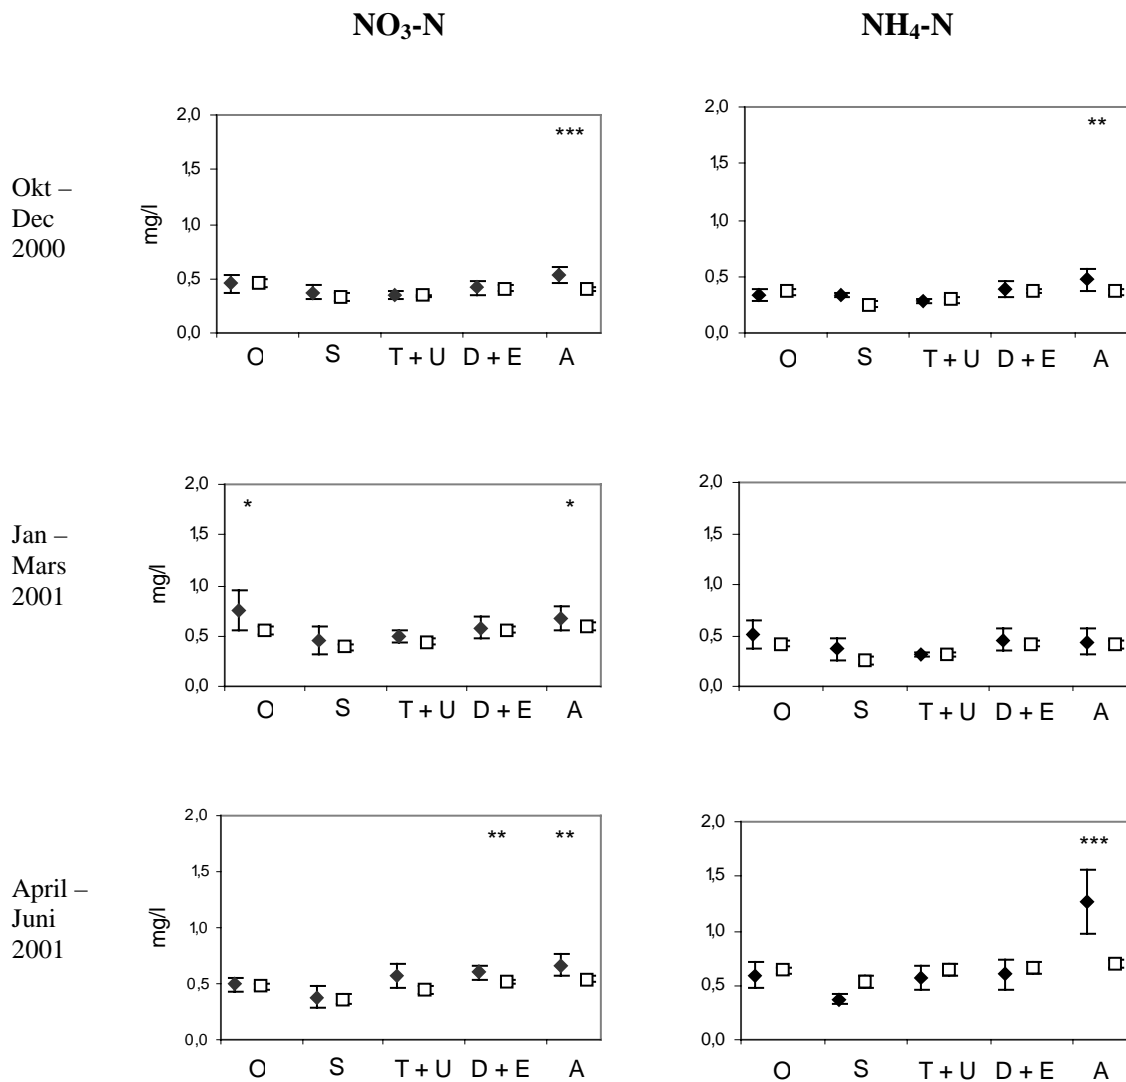 NO₃-N NH₄-N
Okt –
Dec
2000
mg/l
2,0
1,5
1,0
0,5
0,0
***
O S T + U D + E A
2,0
1,5
1,0
0,5
0,0
**
O S T + U D + E A
Jan –
Mars
2001
mg/l
2,0
1,5
1,0
0,5
0,0
* *
O S T + U D + E A
2,0
1,5
1,0
0,5
0,0
O S T + U D + E A
April –
Juni
2001
mg/l
2,0
1,5
1,0
0,5
0,0
** **
O S T + U D + E A
2,0
1,5
1,0
0,5
0,0
***
O S T + U D + E A